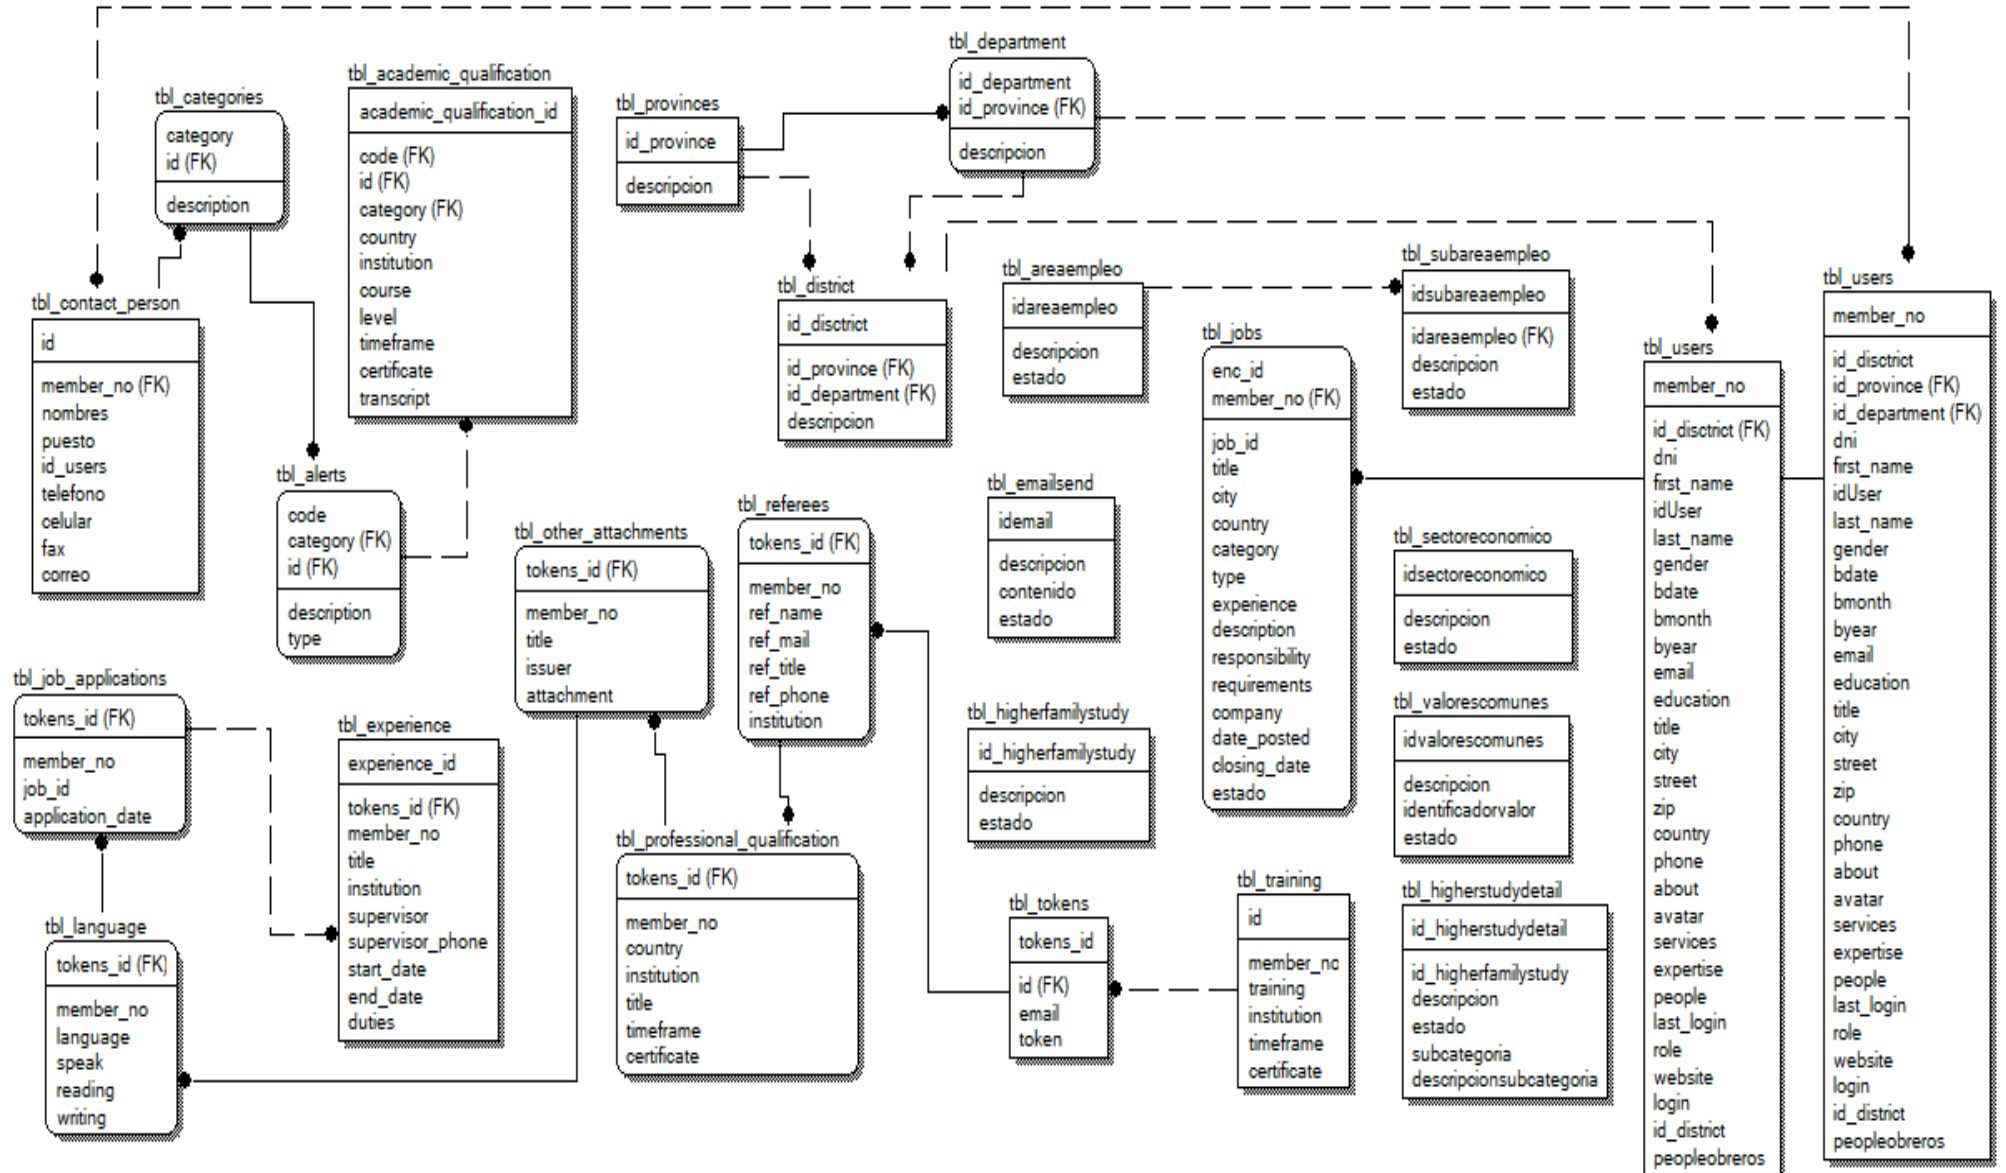 tbl_department
id_department
id_province (FK)
descripcion
tbl_academic_qualification
academic_qualification_id
code (FK)
id (FK)
category (FK)
country
institution
course
level
timeframe
certificate
transcript
tbl_categories
category
id (FK)
description
tbl_provinces
id_province
descripcion
tbl_contact_person
id
member_no (FK)
nombres
puesto
id_users
telefono
celular
fax
correo
tbl_district
id_disctrict
id_province (FK)
id_department (FK)
descripcion
tbl_areaempleo
idareaempleo
descripcion
estado
tbl_subareaempleo
idsubareaempleo
idareaempleo (FK)
descripcion
estado
tbl_users
member_no
id_disctrict
id_province (FK)
id_department (FK)
dni
first_name
idUser
last_name
gender
bdate
bmonth
byear
email
education
title
city
street
zip
country
phone
about
avatar
services
expertise
people
last_login
role
website
login
id_district
peopleobreros
tbl_users
member_no
id_disctrict (FK)
dni
first_name
idUser
last_name
gender
bdate
bmonth
byear
email
education
title
city
street
zip
country
phone
about
avatar
services
expertise
people
last_login
role
website
login
id_district
peopleobreros
tbl_jobs
enc_id
member_no (FK)
job_id
title
city
country
category
type
experience
description
responsibility
requirements
company
date_posted
closing_date
estado
tbl_alerts
code
category (FK)
id (FK)
description
type
tbl_other_attachments
tokens_id (FK)
member_no
title
issuer
attachment
tbl_referees
tokens_id (FK)
member_no
ref_name
ref_mail
ref_title
ref_phone
institution
tbl_emailsend
idemail
descripcion
contenido
estado
tbl_sectoreconomico
idsectoreconomico
descripcion
estado
tbl_job_applications
tokens_id (FK)
member_no
job_id
application_date
tbl_experience
experience_id
tokens_id (FK)
member_no
title
institution
supervisor
supervisor_phone
start_date
end_date
duties
tbl_higherfamilystudy
id_higherfamilystudy
descripcion
estado
tbl_valorescomunes
idvalorescomunes
descripcion
identificadorvalor
estado
tbl_professional_qualification
tokens_id (FK)
member_no
country
institution
title
timeframe
certificate
tbl_language
tokens_id (FK)
member_no
language
speak
reading
writing
tbl_tokens
tokens_id
id (FK)
email
token
tbl_training
id
member_no
training
institution
timeframe
certificate
tbl_higherstudydetail
id_higherstudydetail
id_higherfamilystudy
descripcion
estado
subcategoria
descripcionsubcategoria